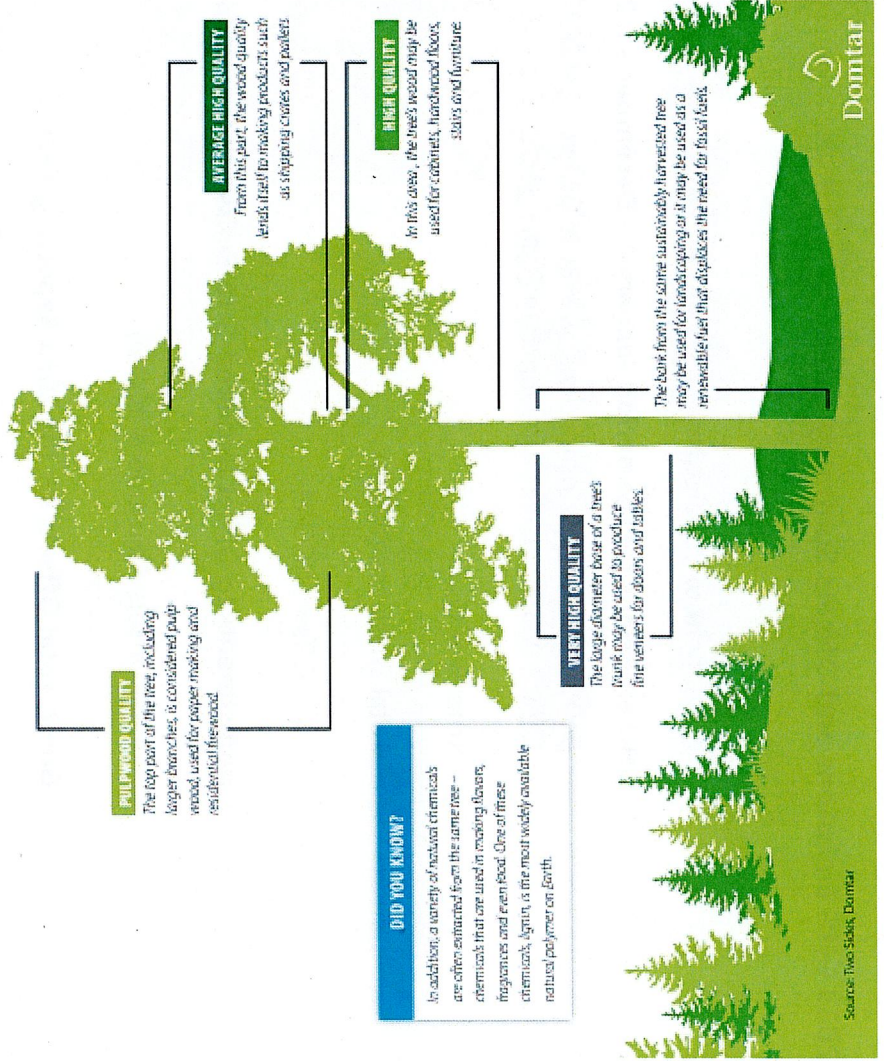 PULPWOOD QUALITY
The top part of the tree, including
larger branches, is considered pulp
wood, used for paper making and
residential firewood.
AVERAGE HIGH QUALITY
From this part, the wood quality
lends itself to making products such
as shipping crates and pallets
HIGH QUALITY
In this area, the tree's wood may be
used for cabinets, hardwood floors,
stairs and furniture.
DID YOU KNOW?
In addition, a variety of natural chemicals
are often extracted from the same tree –
chemicals that are used in making flavors,
fragrances and even food. One of these
chemicals, lignin, is the most widely available
natural polymer on Earth.
VERY HIGH QUALITY
The large diameter base of a tree's
trunk may be used to produce
fine veneers for doors and tables.
The bark from the same sustainably harvested tree
may be used for landscaping or it may be used as a
renewable fuel that displaces the need for fossil fuels.
Source: Two Sides, Domtar
Domtar